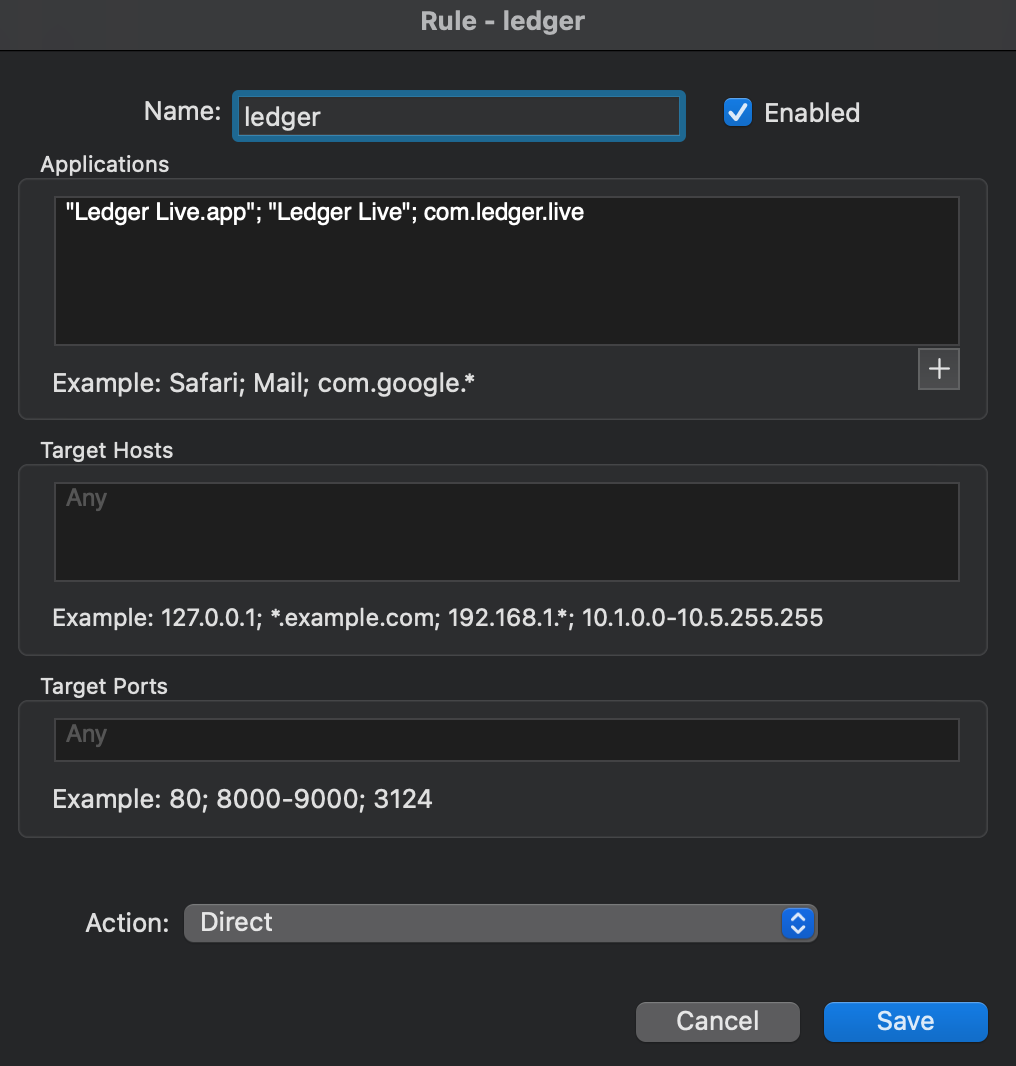 Rule - ledger
Name: ledger Enabled
Applications
"Ledger Live.app"; "Ledger Live"; com.ledger.live
+
Example: Safari; Mail; com.google.*
Target Hosts
Any
Example: 127.0.0.1; *.example.com; 192.168.1.*; 10.1.0.0-10.5.255.255
Target Ports
Any
Example: 80; 8000-9000; 3124
Action: Direct
Cancel Save